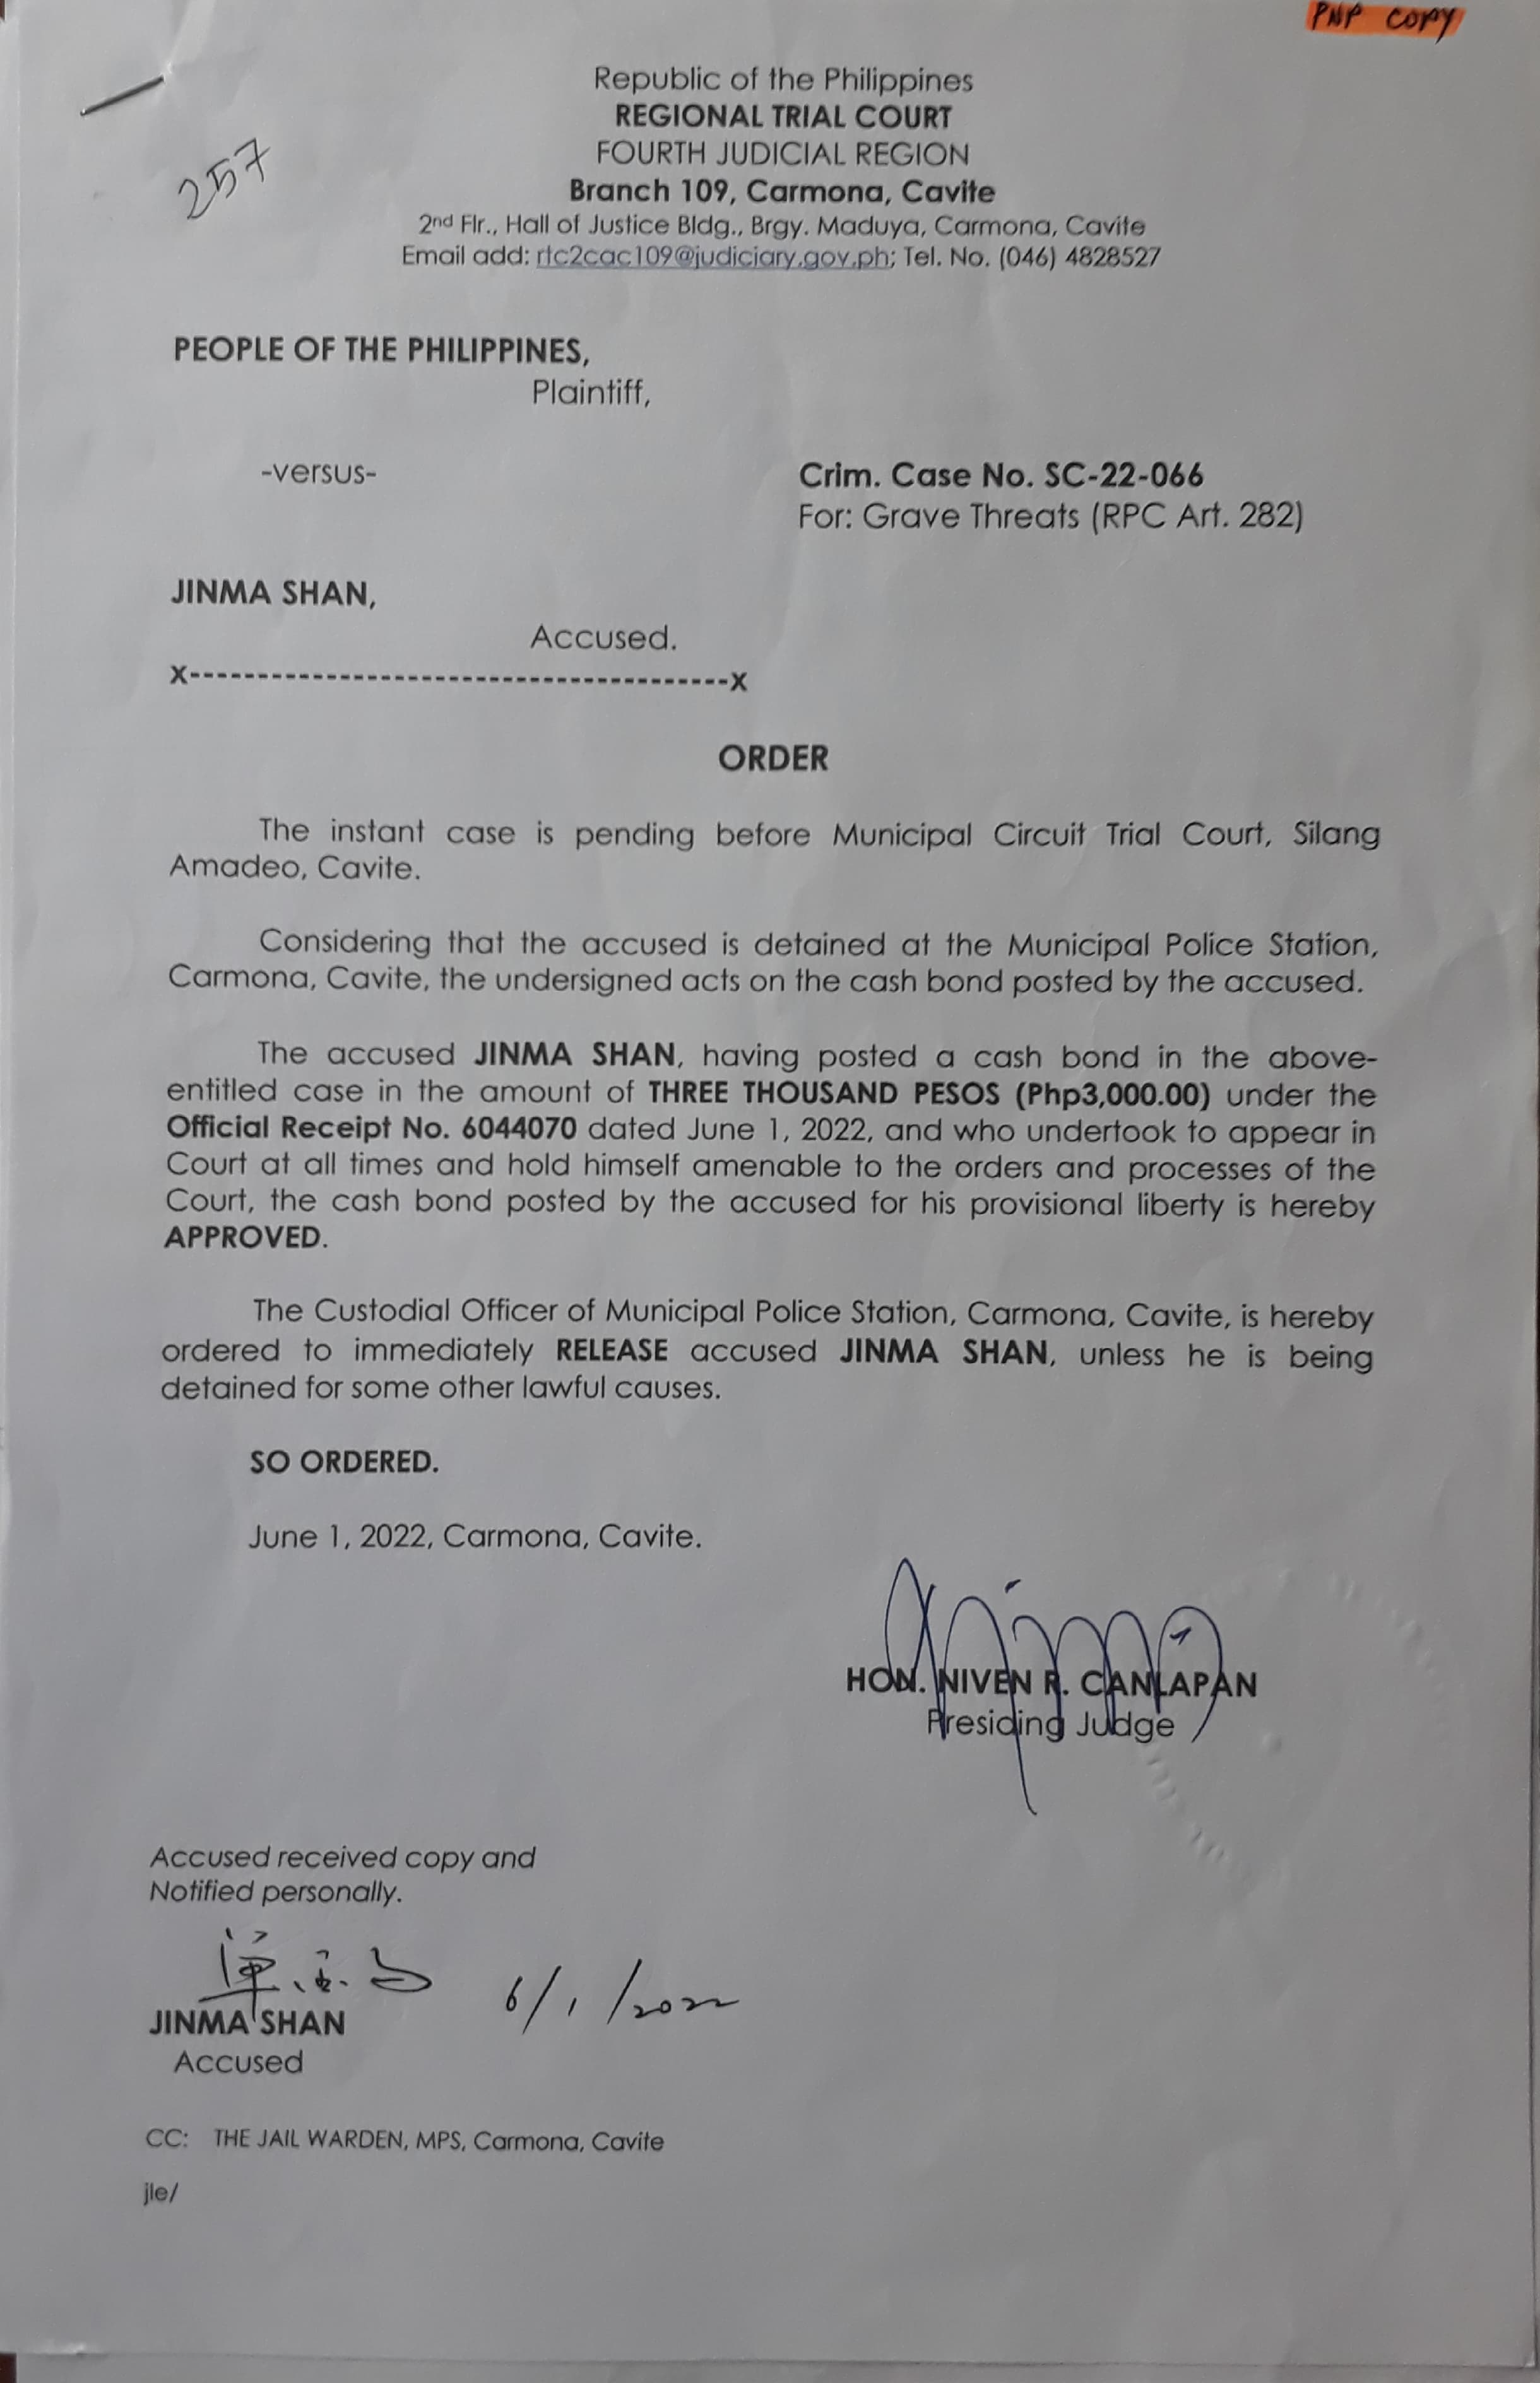 PNP COPY
257
Republic of the Philippines
REGIONAL TRIAL COURT
FOURTH JUDICIAL REGION
Branch 109, Carmona, Cavite
2nd Flr., Hall of Justice Bldg., Brgy. Maduya, Carmona, Cavite
Email add: rtc2cac109@judiciary.gov.ph; Tel. No. (046) 4828527
PEOPLE OF THE PHILIPPINES,
Plaintiff,
-versus-
Crim. Case No. SC-22-066
For: Grave Threats (RPC Art. 282)
JINMA SHAN,
Accused.
x----------------------------------------x
ORDER
The instant case is pending before Municipal Circuit Trial Court, Silang
Amadeo, Cavite.
Considering that the accused is detained at the Municipal Police Station,
Carmona, Cavite, the undersigned acts on the cash bond posted by the accused.
The accused JINMA SHAN, having posted a cash bond in the above-
entitled case in the amount of THREE THOUSAND PESOS (Php3,000.00) under the
Official Receipt No. 6044070 dated June 1, 2022, and who undertook to appear in
Court at all times and hold himself amenable to the orders and processes of the
Court, the cash bond posted by the accused for his provisional liberty is hereby
APPROVED.
The Custodial Officer of Municipal Police Station, Carmona, Cavite, is hereby
ordered to immediately RELEASE accused JINMA SHAN, unless he is being
detained for some other lawful causes.
SO ORDERED.
June 1, 2022, Carmona, Cavite.
HON. NIVEN R. CANLAPAN
Presiding Judge
Accused received copy and
Notified personally.
6/1/2022
JINMA SHAN
Accused
CC: THE JAIL WARDEN, MPS, Carmona, Cavite
jle/